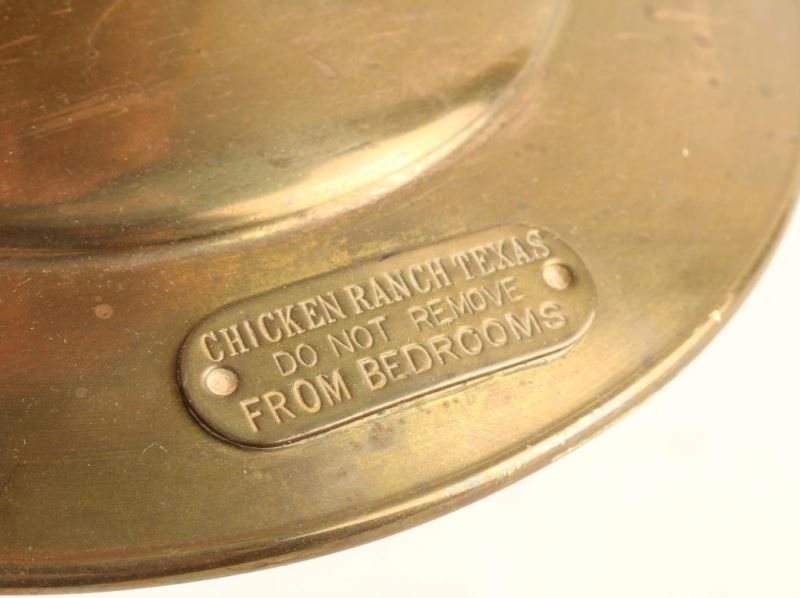 CHICKEN RANCH TEXAS
DO NOT REMOVE
FROM BEDROOMS